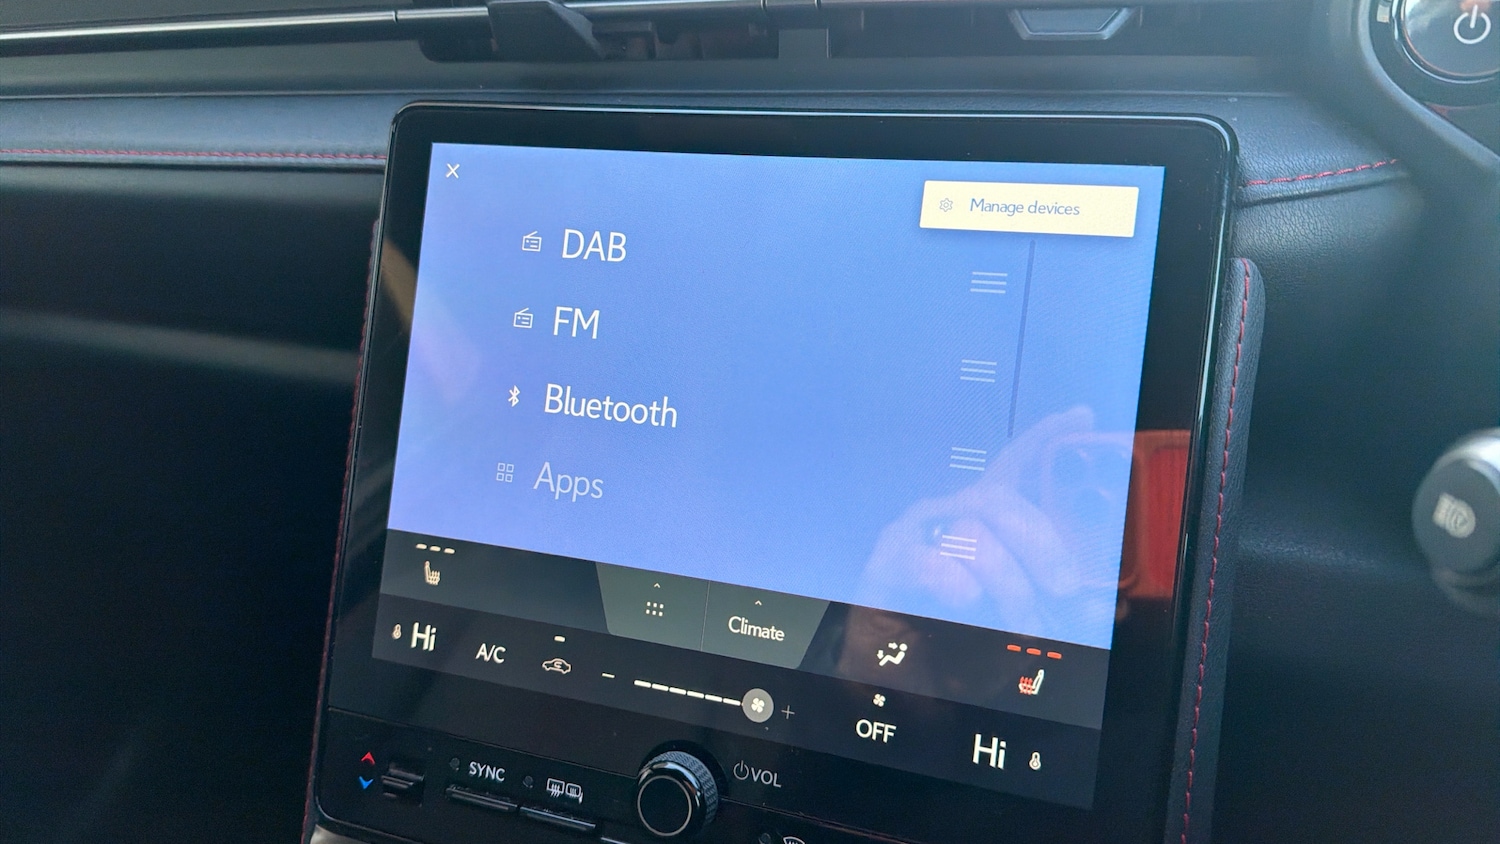 Manage devices
DAB
FM
Bluetooth
Apps
Climate
Hi
A/C
OFF
Hi
SYNC
VOL